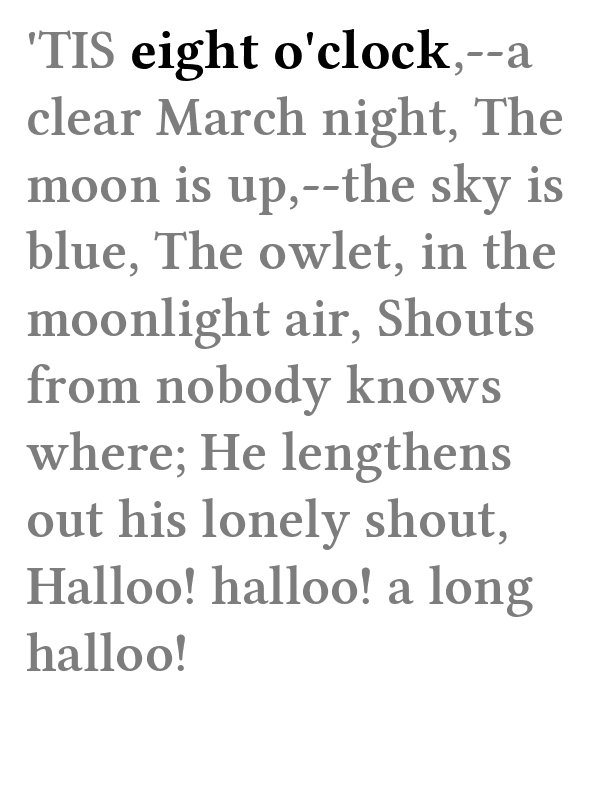 'TIS eight o'clock,--a
clear March night, The
moon is up,--the sky is
blue, The owlet, in the
moonlight air, Shouts
from nobody knows
where; He lengthens
out his lonely shout,
Halloo! halloo! a long
halloo!